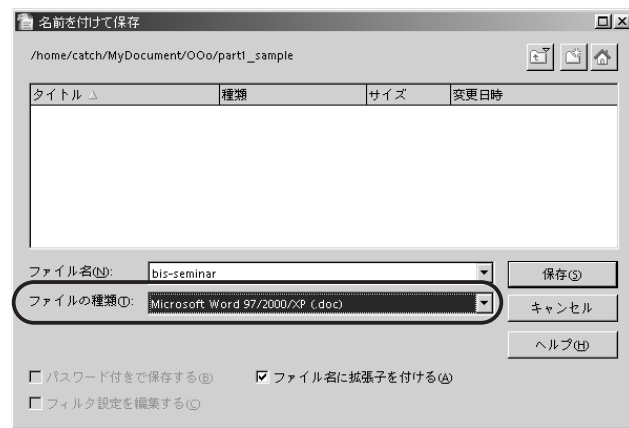 名前を付けて保存
/home/catch/MyDocument/OOo/part1_sample
タイトル △ 種類 サイズ 変更日時
ファイル名(N): bis-seminar 保存(S)
ファイルの種類(T): Microsoft Word 97/2000/XP (.doc) キャンセル
ヘルプ(H)
パスワード付きで保存する(B) ファイル名に拡張子を付ける(A)
フィルタ設定を編集する(C)